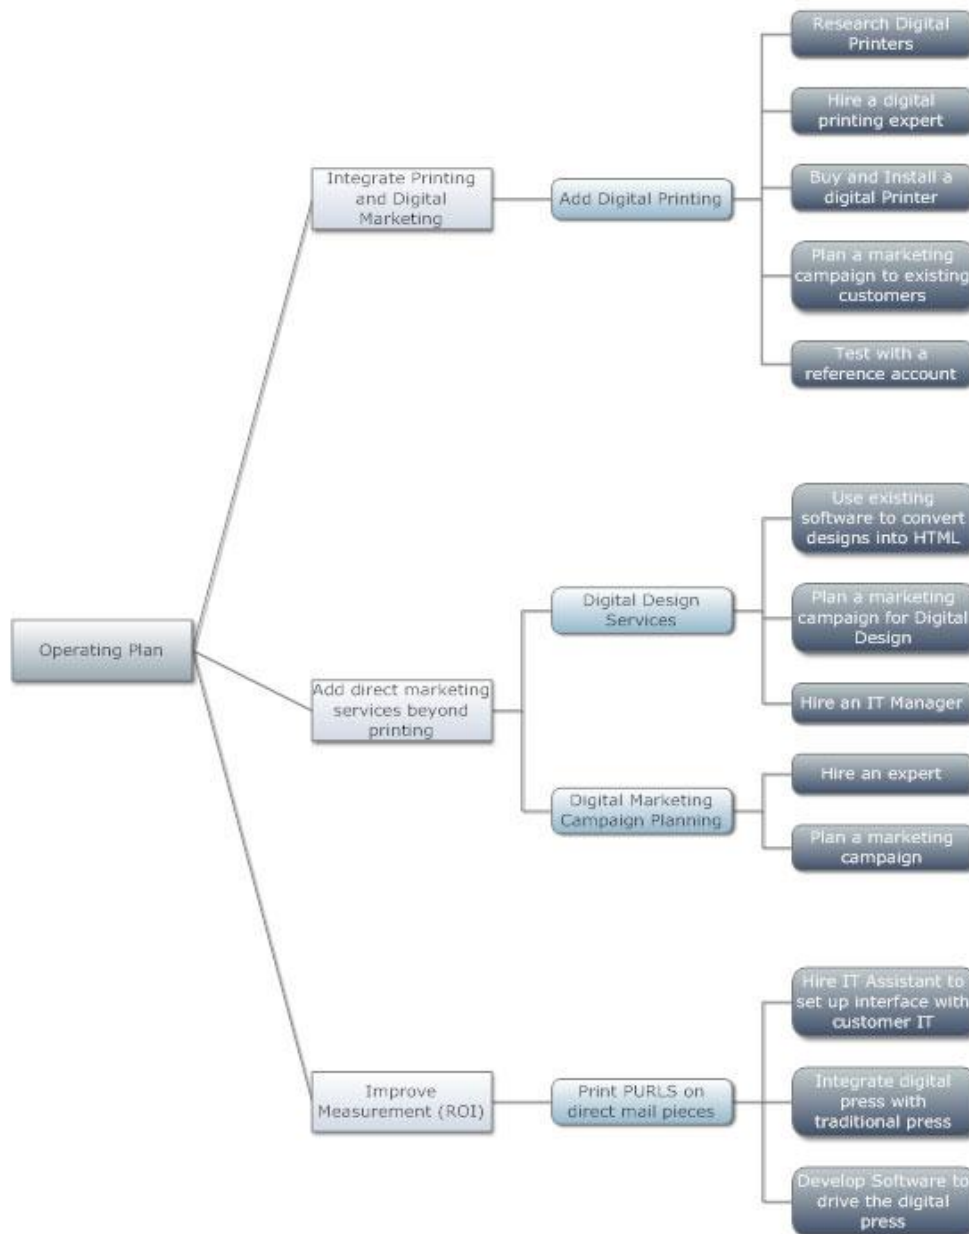 Research Digital
Printers
Hire a digital
printing expert
Integrate Printing
and Digital
Marketing
Add Digital Printing
Buy and Install a
digital Printer
Plan a marketing
campaign to existing
customers
Test with a
reference account
Use existing
software to convert
designs into HTML
Digital Design
Services
Plan a marketing
campaign for Digital
Design
Operating Plan
Add direct marketing
services beyond
printing
Hire an IT Manager
Hire an expert
Digital Marketing
Campaign Planning
Plan a marketing
campaign
Hire IT Assistant to
set up interface with
customer IT
Improve
Measurement (ROI)
Print PURLS on
direct mail pieces
Integrate digital
press with
traditional press
Develop Software to
drive the digital
press